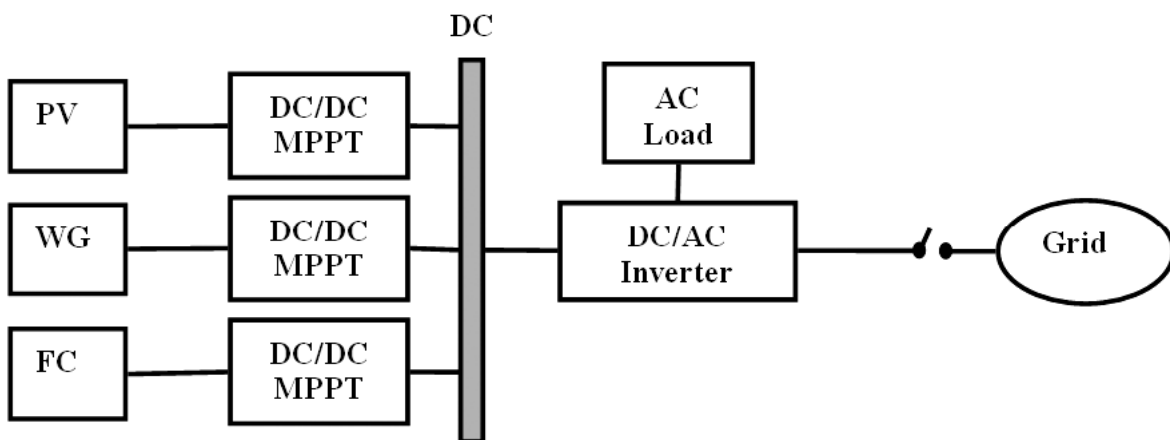 DC
PV
DC/DC
MPPT
AC
Load
WG
DC/DC
MPPT
DC/AC
Inverter
Grid
FC
DC/DC
MPPT